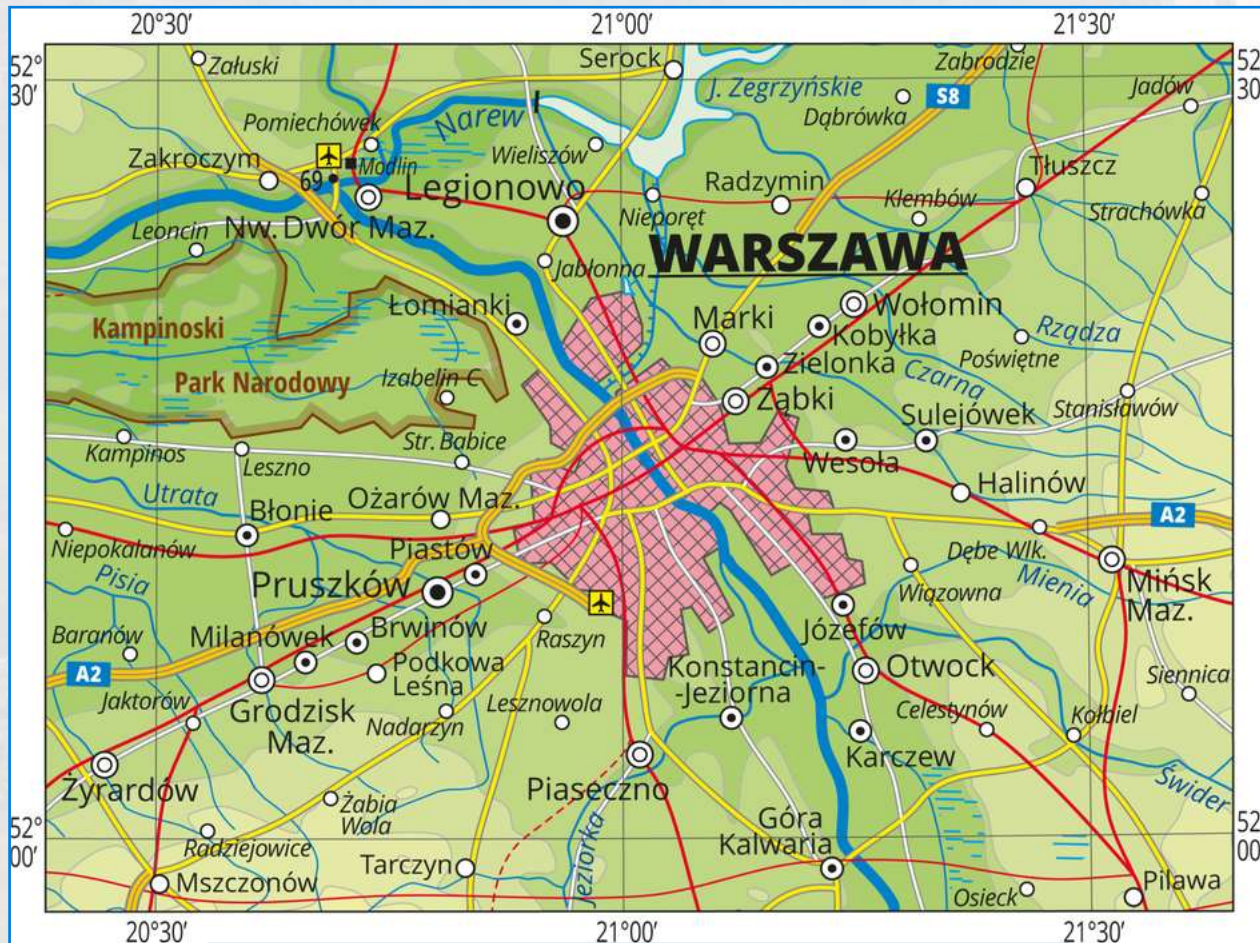 20°30′
21°00′
21°30′
52°
30′
Załuski
Serock
J. Zegrzyńskie
Zabrodzie
52
30
S8
Jadów
Dąbrówka
Pomiechówek
Narew
Wieliszów
Zakroczym
Modlin
69
Legionowo
Radzymin
Tłuszcz
Nieporęt
Klembów
Strachówka
Leoncin
Nw. Dwór Maz.
Jabłonna
WARSZAWA
Łomianki
Marki
Wołomin
Kobyłka
Rządza
Kampinoski
Park Narodowy
Zielonka
Poświętne
Izabelin C.
Ząbki
Czarna
Stanisławów
Sulejówek
Kampinos
Leszno
Str. Babice
Wesoła
Halinów
Utrata
Błonie
Ożarów Maz.
A2
Niepokalanów
Piastów
Dębe Wlk.
Pisia
Pruszków
Wiązowna
Mienia
Mińsk
Maz.
Baranów
Milanówek
Brwinów
Raszyn
Józefów
A2
Podkowa
Leśna
Konstancin-
-Jeziorna
Otwock
Siennica
Jaktorów
Grodzisk
Maz.
Nadarzyn
Lesznowola
Celestynów
Kołbiel
Karczew
Żyrardów
Piaseczno
Świder
Żabia
Wola
Góra
Kalwaria
52
00′
Radziejowice
Tarczyn
Jeziorka
52
00
Mszczonów
Osieck
Pilawa
20°30′
21°00′
21°30′